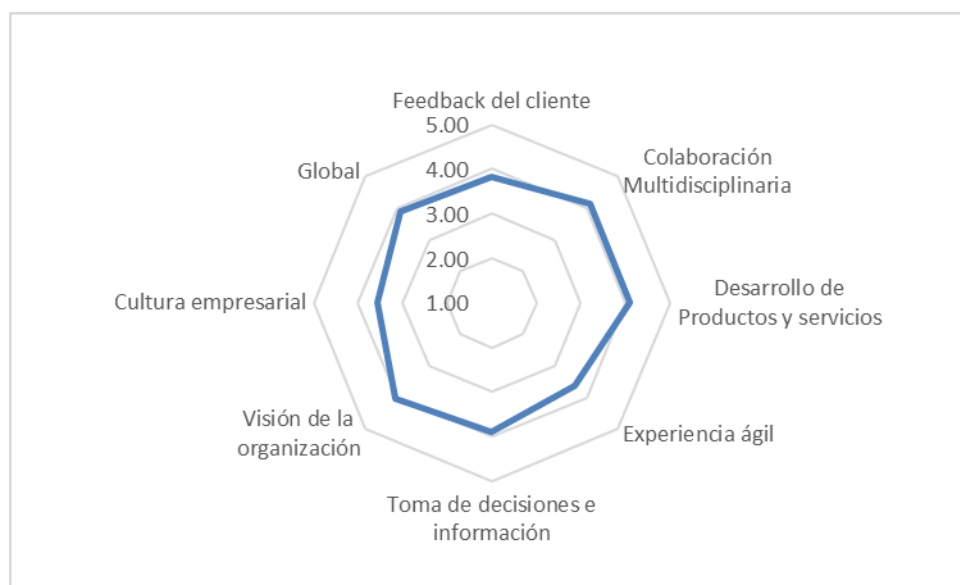 Feedback del cliente
5.00
Global
Colaboración
Multidisciplinaria
4.00
3.00
2.00
Cultura empresarial
1.00
Desarrollo de
Productos y servicios
Visión de la
organización
Experiencia ágil
Toma de decisiones e
información